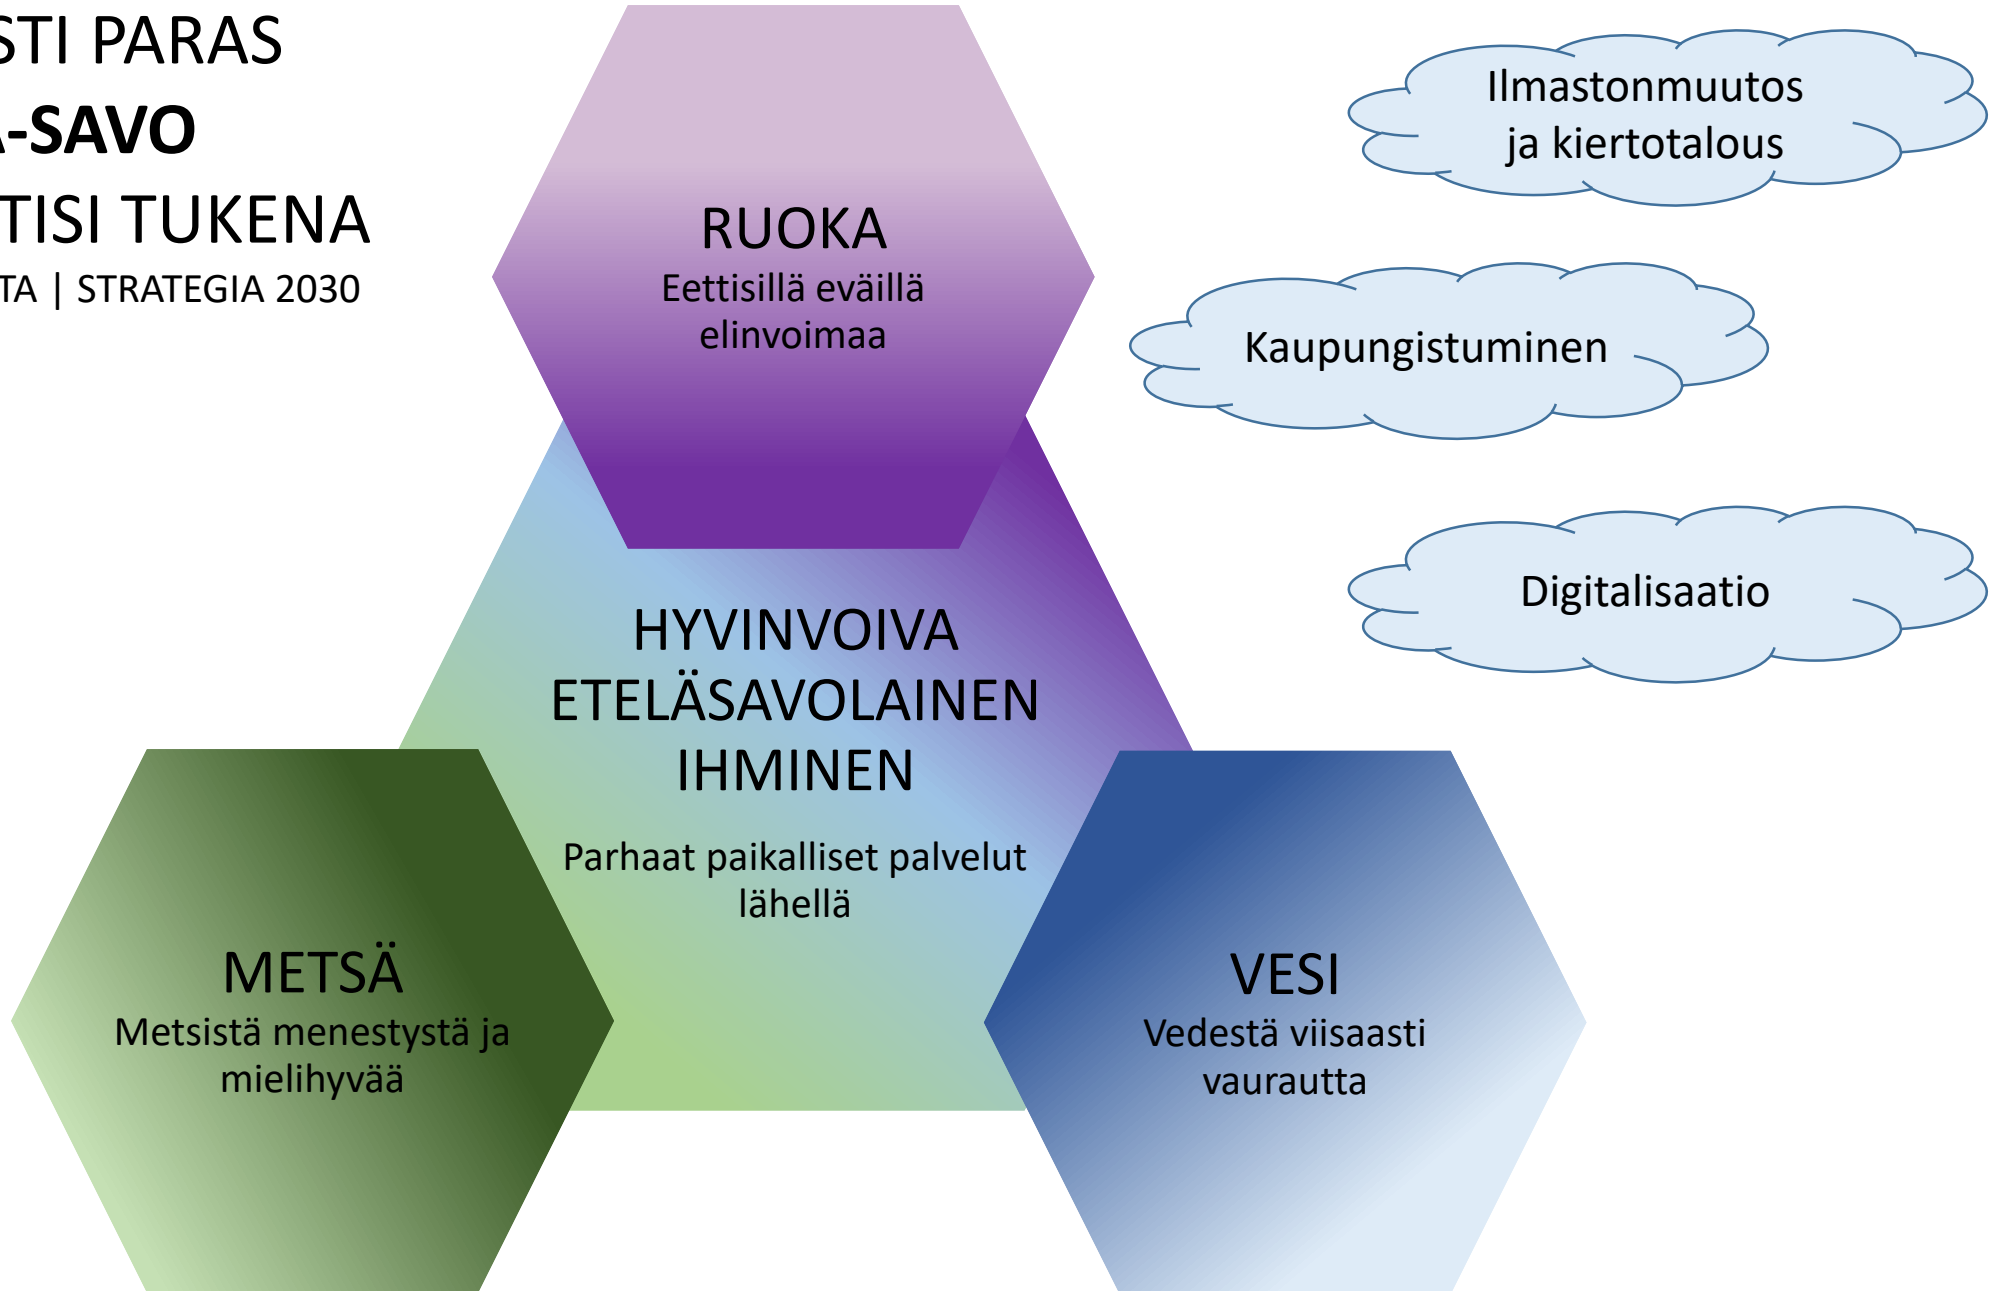 STI PARAS
A-SAVO
TISI TUKENA
TA | STRATEGIA 2030
RUOKA
Eettisillä eväillä
elinvoimaa
Ilmastonmuutos
ja kiertotalous
Kaupungistuminen
Digitalisaatio
HYVINVOIVA
ETELÄSAVOLAINEN
IHMINEN
Parhaat paikalliset palvelut
lähellä
METSÄ
Metsistä menestystä ja
mielihyvää
VESI
Vedestä viisaasti
vaurautta